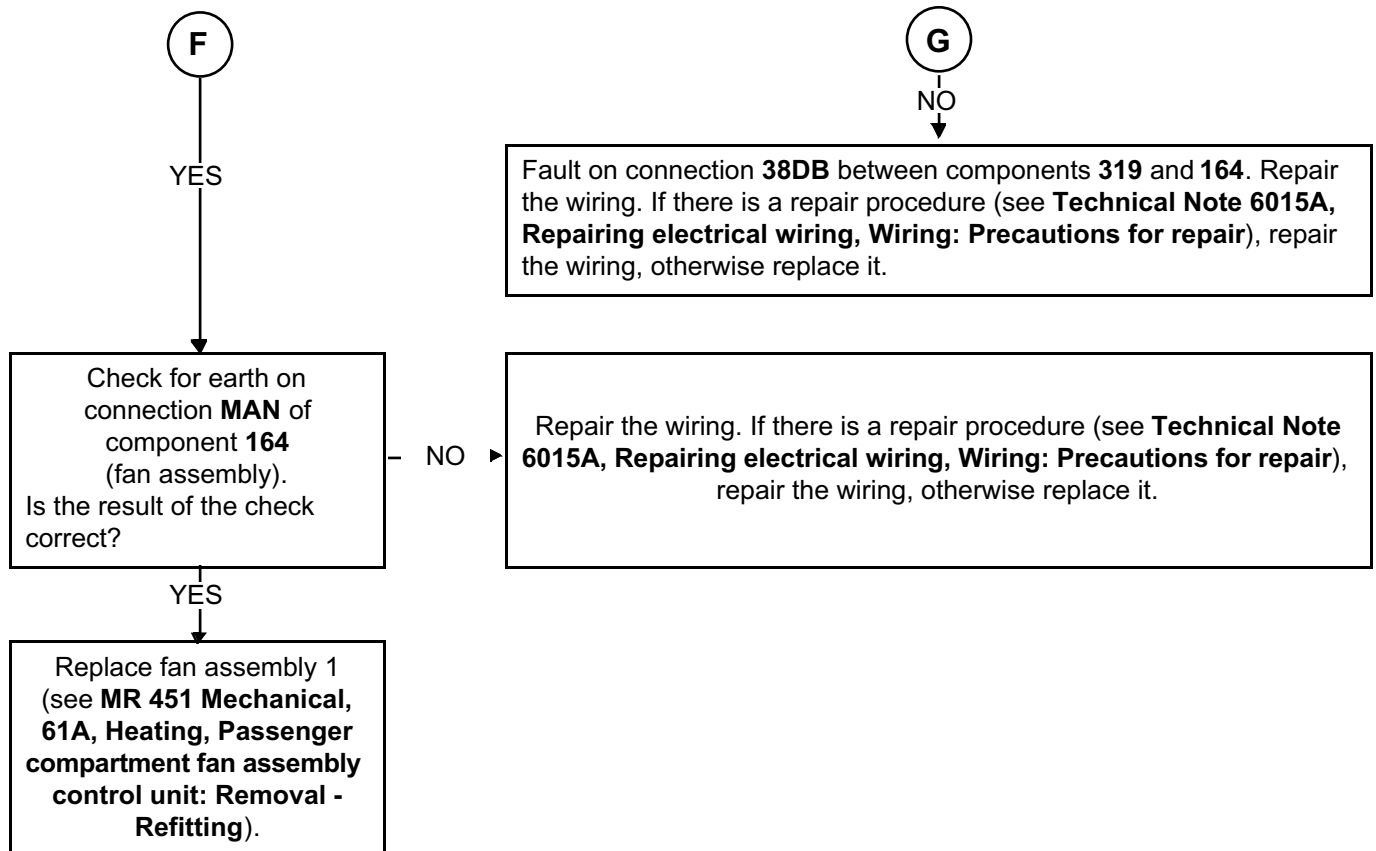 F
G
NO
YES
Fault on connection 38DB between components 319 and 164. Repair
the wiring. If there is a repair procedure (see Technical Note 6015A,
Repairing electrical wiring, Wiring: Precautions for repair), repair
the wiring, otherwise replace it.
Check for earth on
connection MAN of
component 164
(fan assembly).
Is the result of the check
correct?
NO
Repair the wiring. If there is a repair procedure (see Technical Note
6015A, Repairing electrical wiring, Wiring: Precautions for repair),
repair the wiring, otherwise replace it.
YES
Replace fan assembly 1
(see MR 451 Mechanical,
61A, Heating, Passenger
compartment fan assembly
control unit: Removal -
Refitting).